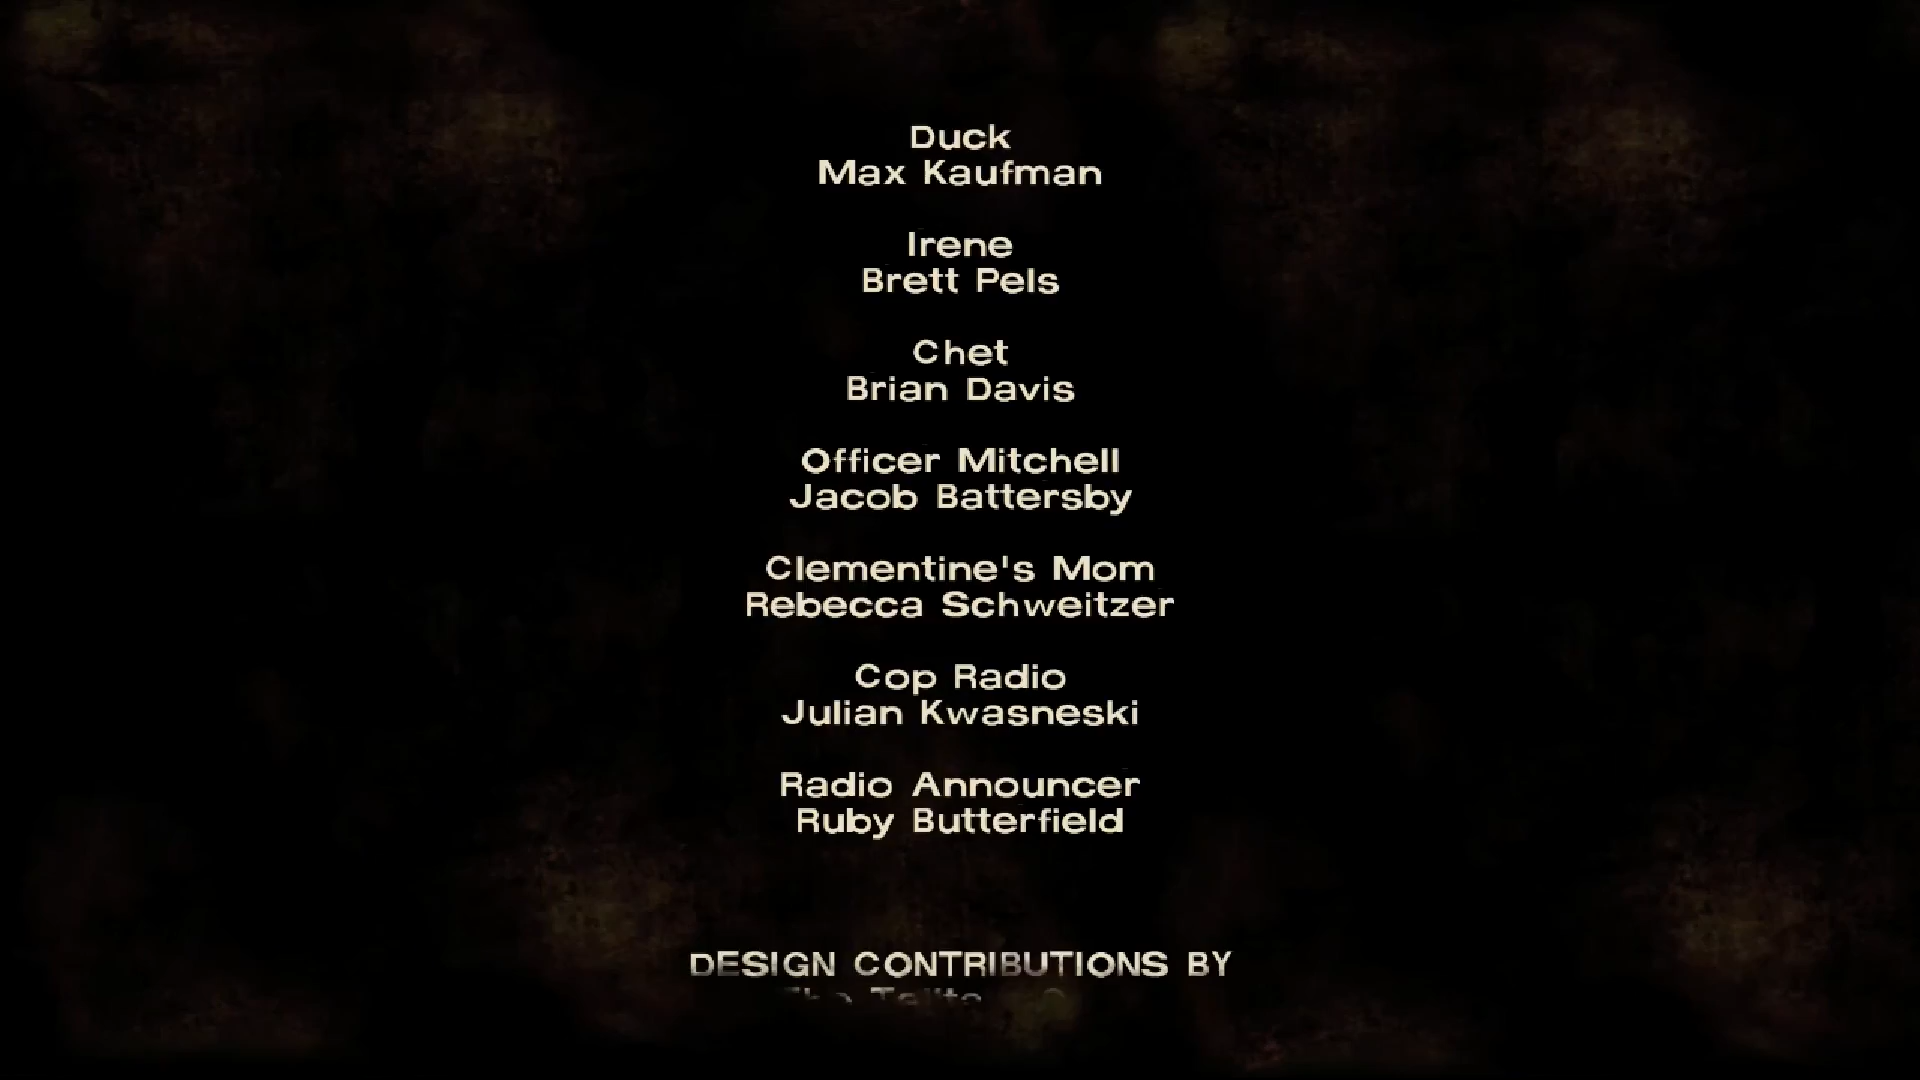 Duck
Max Kaufman
Irene
Brett Pels
Chet
Brian Davis
Officer Mitchell
Jacob Battersby
Clementine's Mom
Rebecca Schweitzer
Cop Radio
Julian Kwasneski
Radio Announcer
Ruby Butterfield
DESIGN CONTRIBUTIONS BY
The